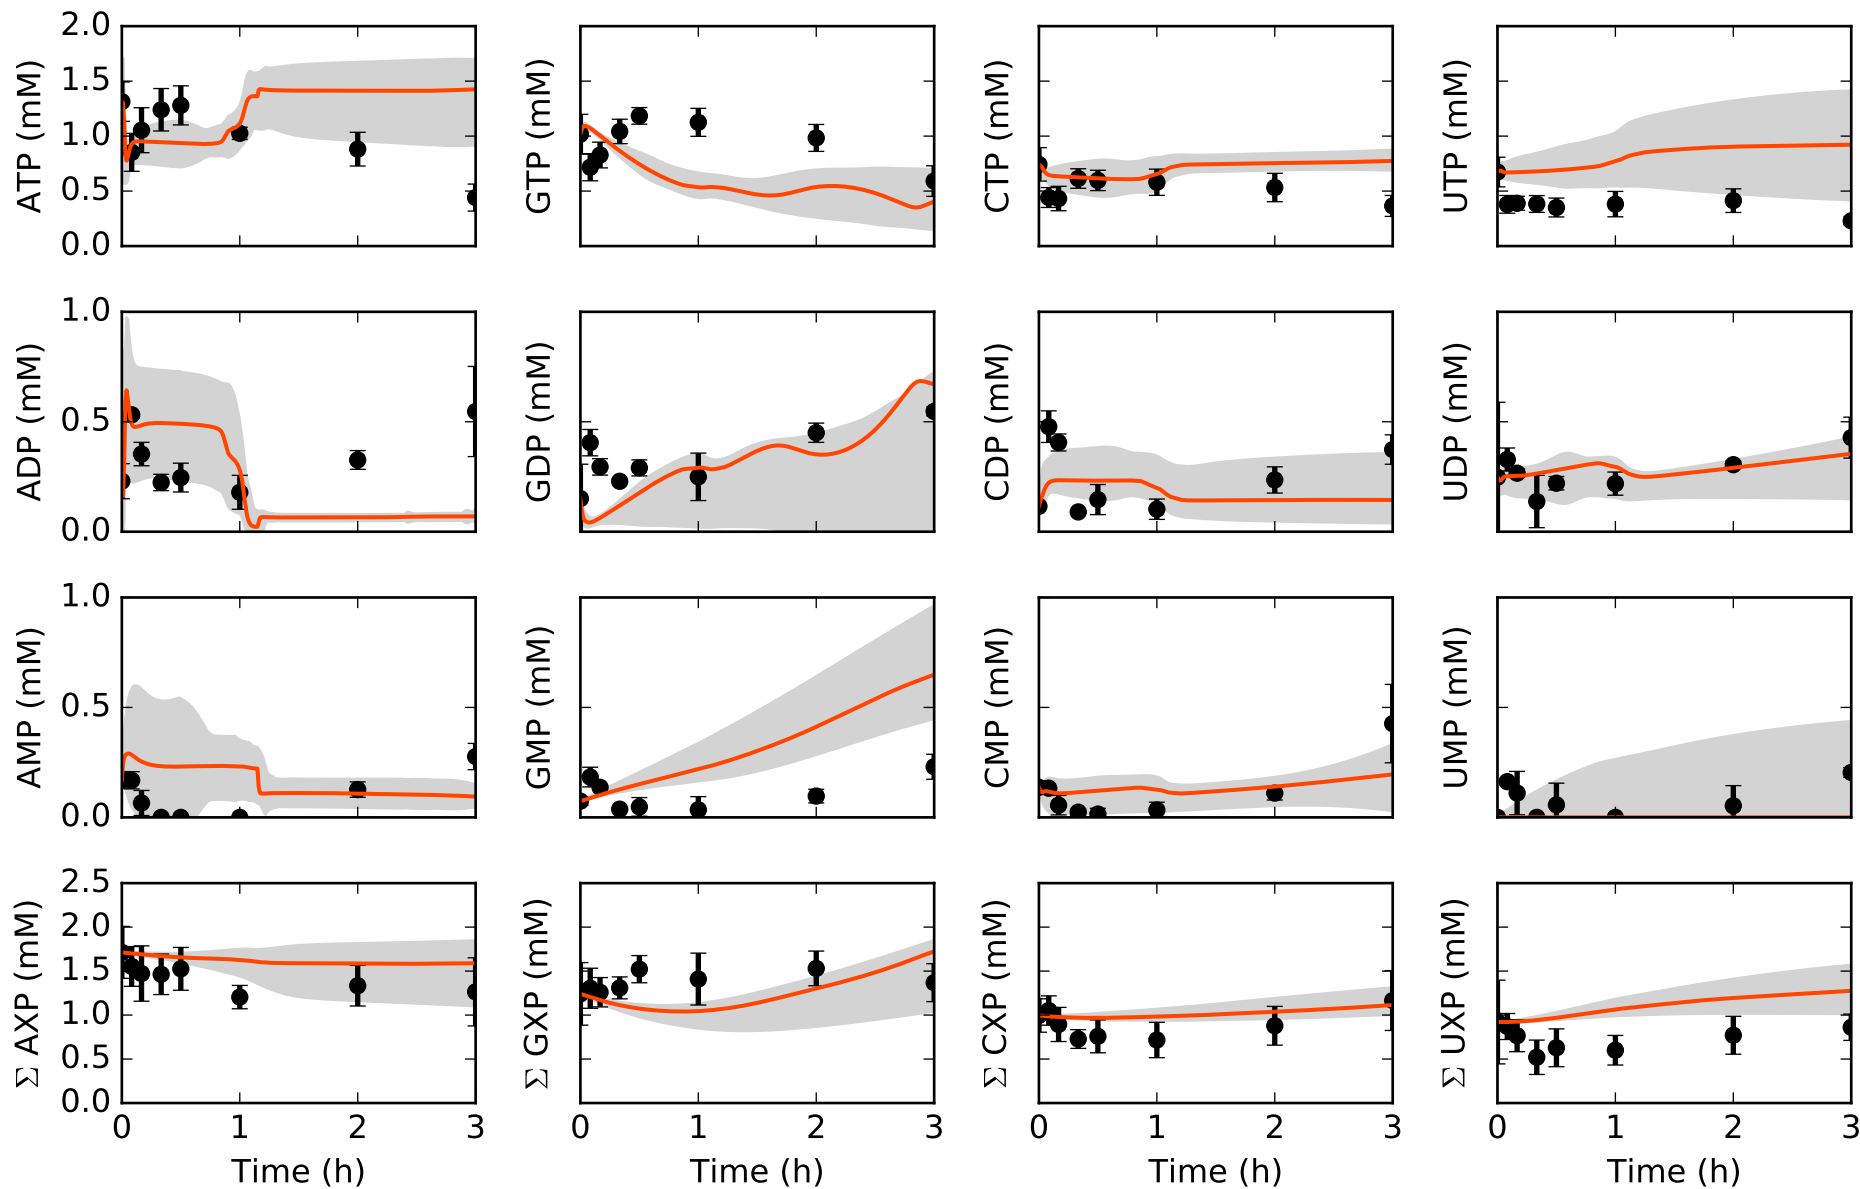 2.0
1.5
1.0
0.5
0.0
ATP (mM)
GTP (mM)
CTP (mM)
UTP (mM)
1.0
0.5
0.0
ADP (mM)
GDP (mM)
CDP (mM)
UDP (mM)
1.0
0.5
0.0
AMP (mM)
GMP (mM)
CMP (mM)
UMP (mM)
2.5
2.0
1.5
1.0
0.5
0.0
Σ AXP (mM)
Σ GXP (mM)
Σ CXP (mM)
Σ UXP (mM)
0 1 2 3
0 1 2 3
0 1 2 3
0 1 2 3
Time (h)
Time (h)
Time (h)
Time (h)